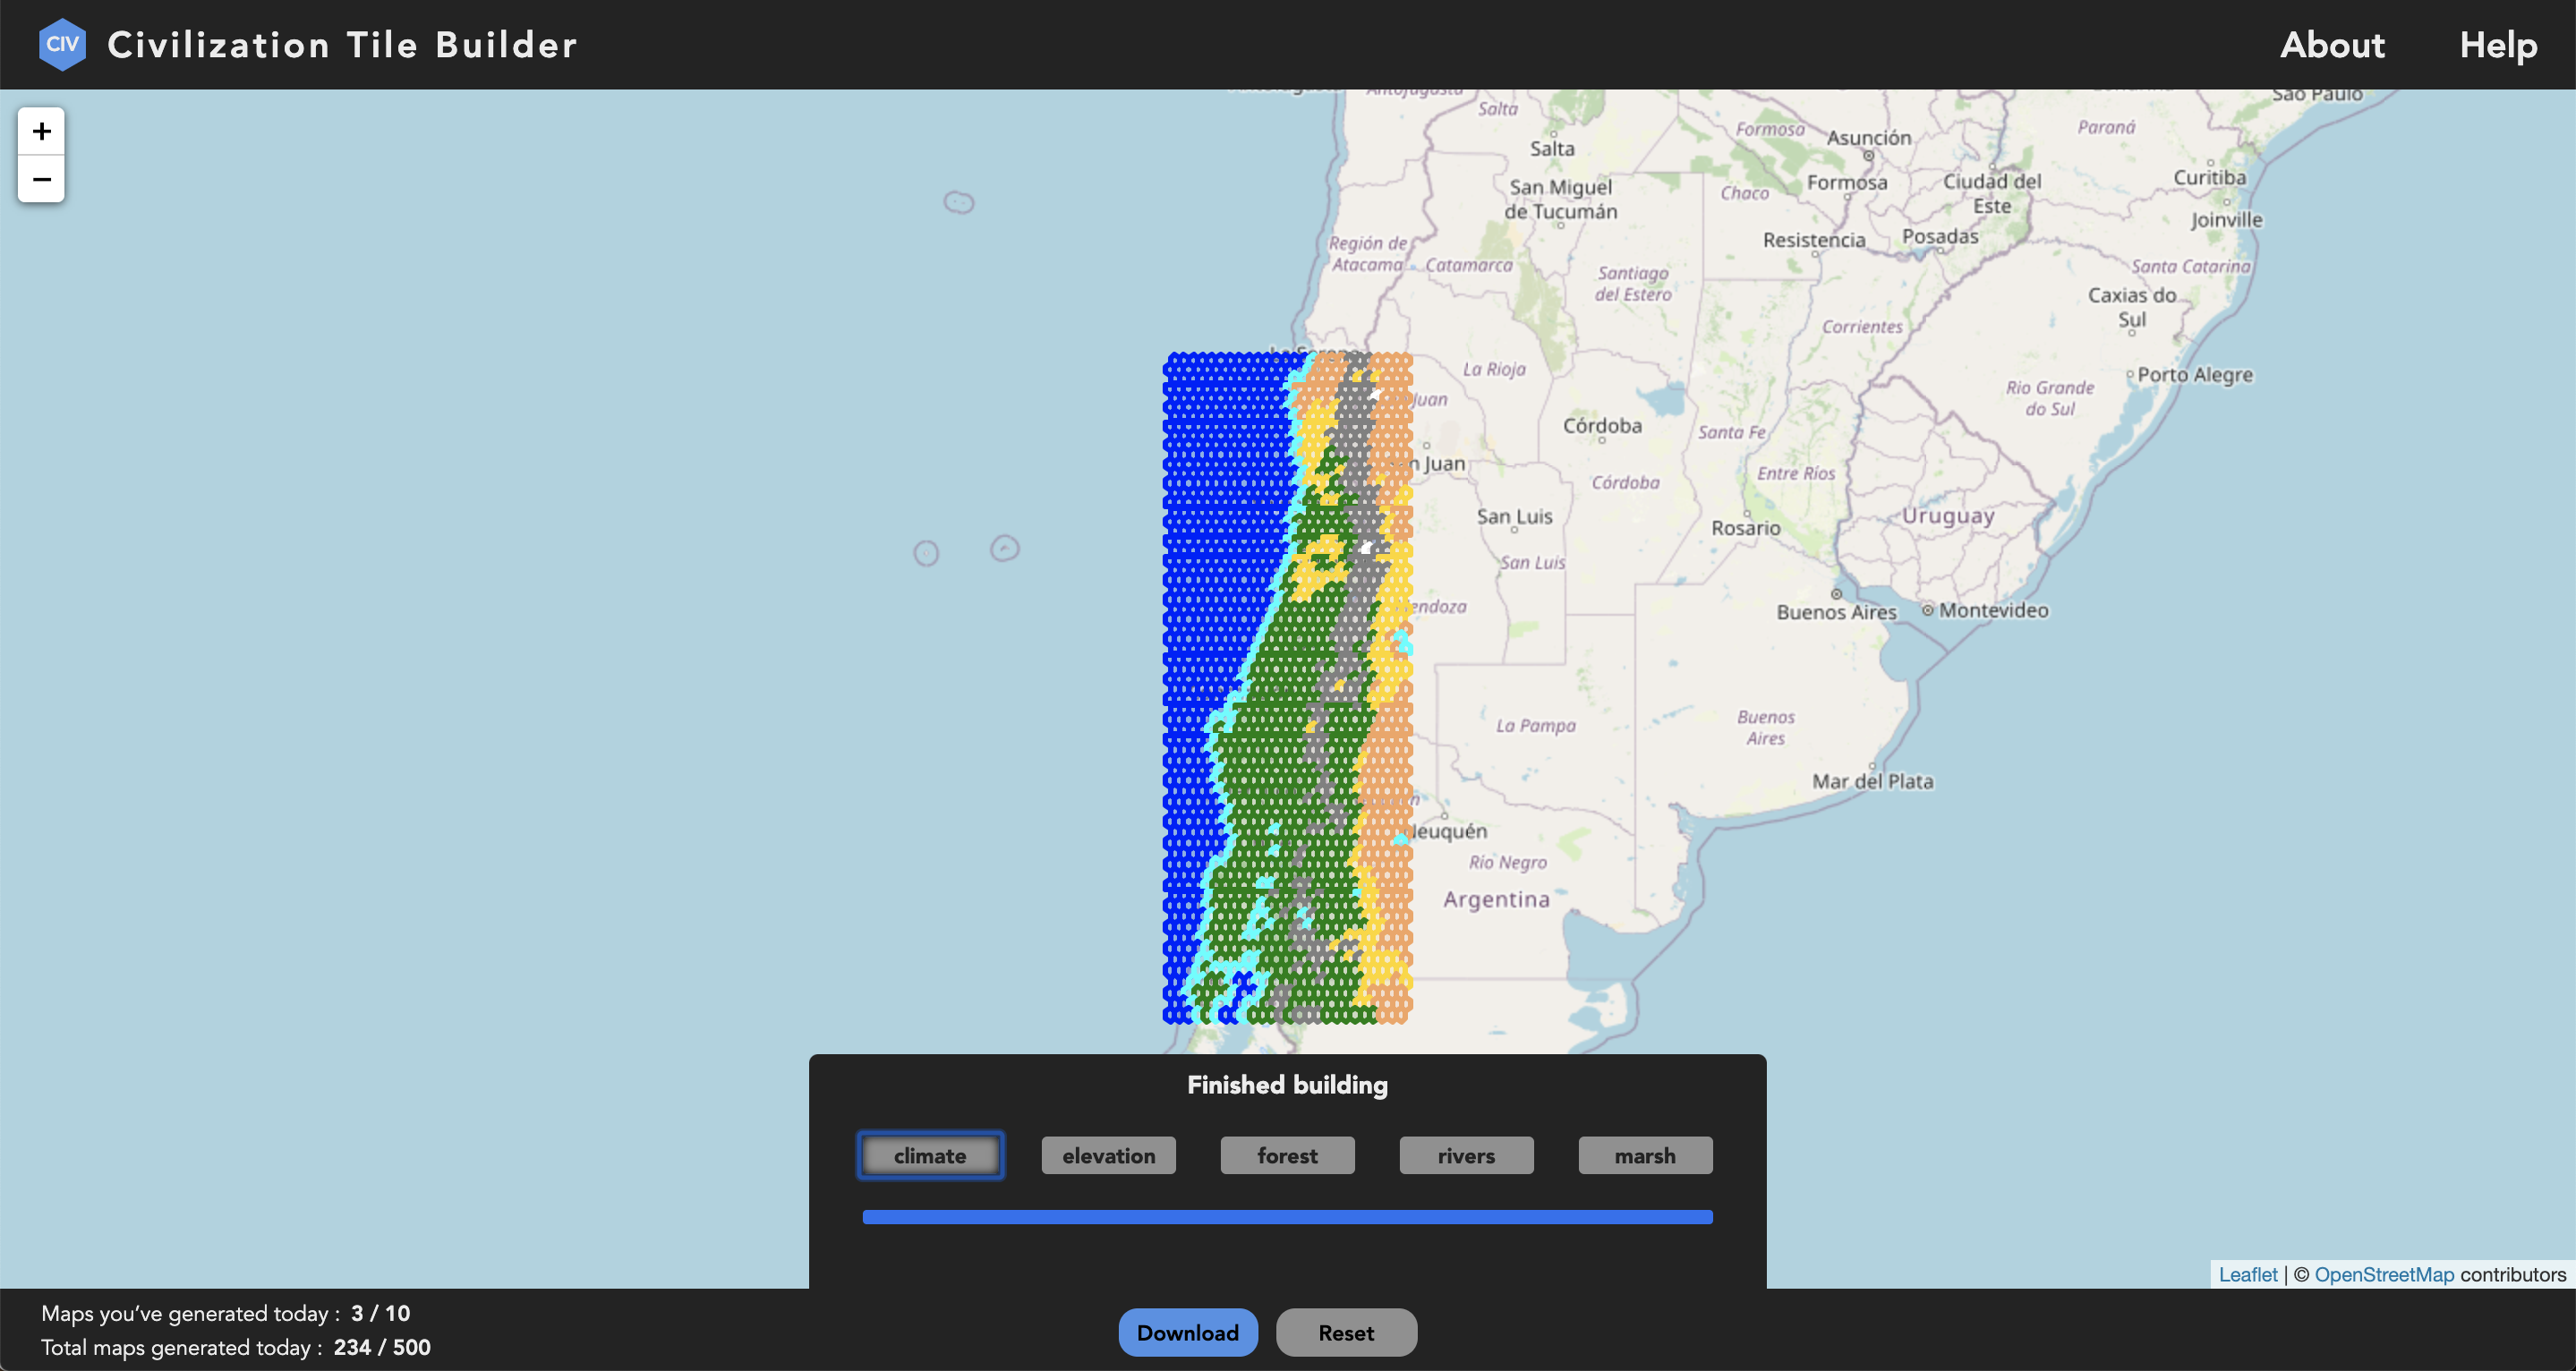 CIV
Civilization Tile Builder
About
Help
+
−
Antofagasta
São Paulo
Salta
Formosa
Asunción
Paraná
Salta
San Miguel
de Tucumán
Chaco
Formosa
Ciudad del
Este
Curitiba
Joinville
Región de
Atacama
Catamarca
Santiago
del Estero
Resistencia
Posadas
Santa Catarina
Corrientes
Caxias do
Sul
La Serena
La Rioja
Porto Alegre
Rio Grande
do Sul
Juan
Córdoba
Santa Fe
n Juan
Córdoba
Entre Ríos
San Luis
Rosario
Uruguay
San Luis
endoza
Buenos Aires
Montevideo
La Pampa
Buenos
Aires
Mar del Plata
Neuquén
Río Negro
Argentina
Finished building
climate
elevation
forest
rivers
marsh
Leaflet | © OpenStreetMap contributors
Maps you've generated today : 3 / 10
Total maps generated today : 234 / 500
Download
Reset